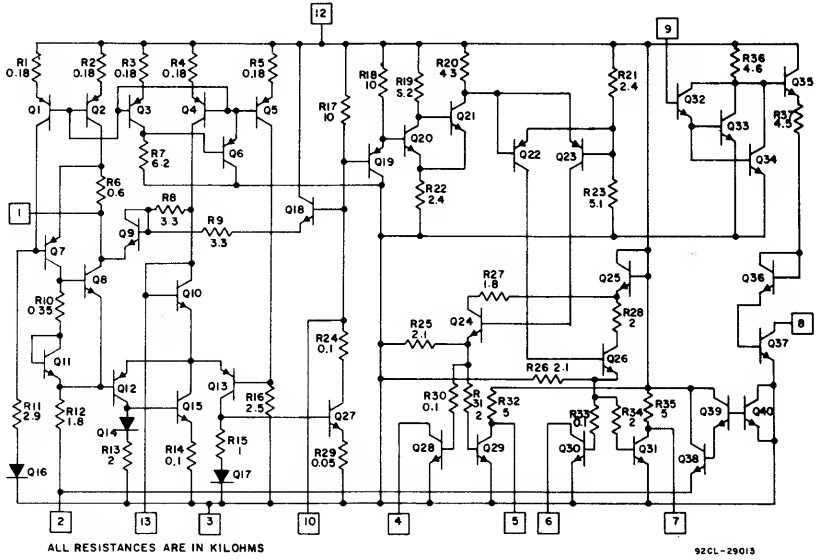 12
9
R1
0.18
R2
0.18
R3
0.18
R4
0.18
R5
0.18
R17
10
R18
10
R19
5.2
R20
4.3
R21
2.4
R36
4.6
Q35
R37
4.5
Q1
Q2
Q3
Q4
Q5
Q32
Q33
Q34
R7
6.2
Q6
Q19
Q20
Q21
Q22
Q23
R6
0.6
R22
2.4
R23
5.1
1
R8
3.3
R9
3.3
Q9
Q18
Q7
Q8
R10
0.35
Q10
R27
1.8
Q25
Q36
Q24
R28
2
8
Q11
R24
0.1
R25
2.1
Q26
Q37
R26 2.1
Q12
Q13
R11
2.9
R12
1.8
Q14
Q15
R16
2.5
Q27
R30
0.1
R31
2
R32
5
R33
0.1
R34
2
R35
5
Q39
Q40
R13
2
R14
0.1
R15
1
R29
0.05
Q28
Q29
Q30
Q31
Q38
Q16
Q17
2
13
3
10
4
5
6
7
ALL RESISTANCES ARE IN KILOHMS
92CL-29013